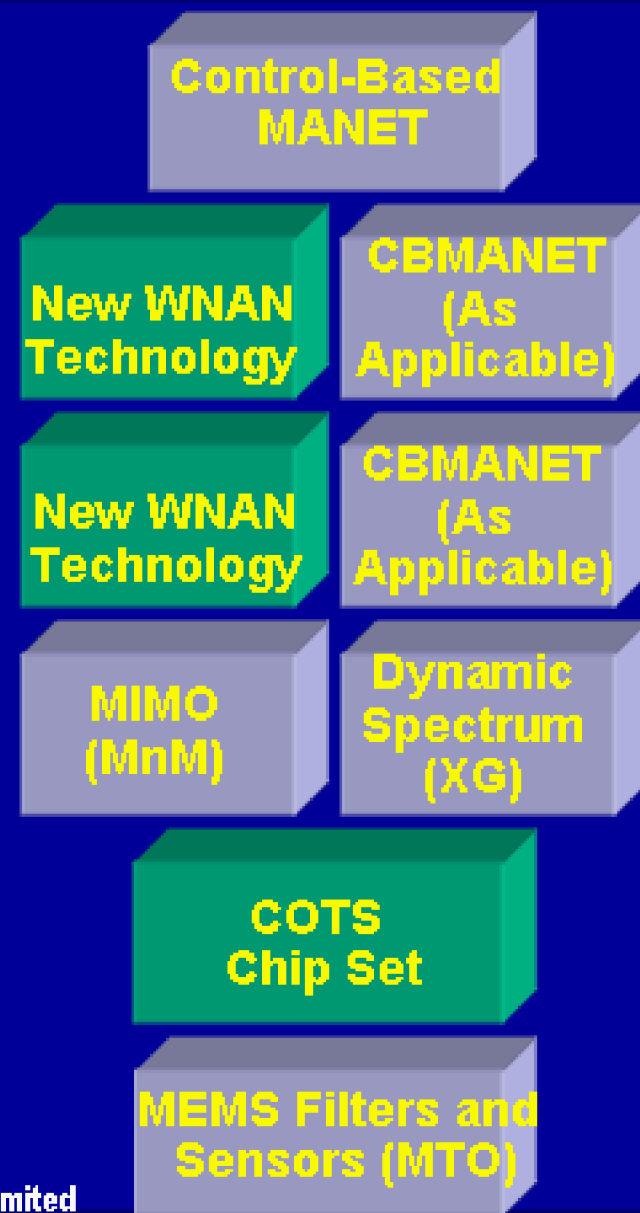 Control-Based
MANET
New WNAN
Technology
CBMANET
(As
Applicable)
New WNAN
Technology
CBMANET
(As
Applicable)
MIMO
(MnM)
Dynamic
Spectrum
(XG)
COTS
Chip Set
MEMS Filters and
Sensors (MTO)
mited